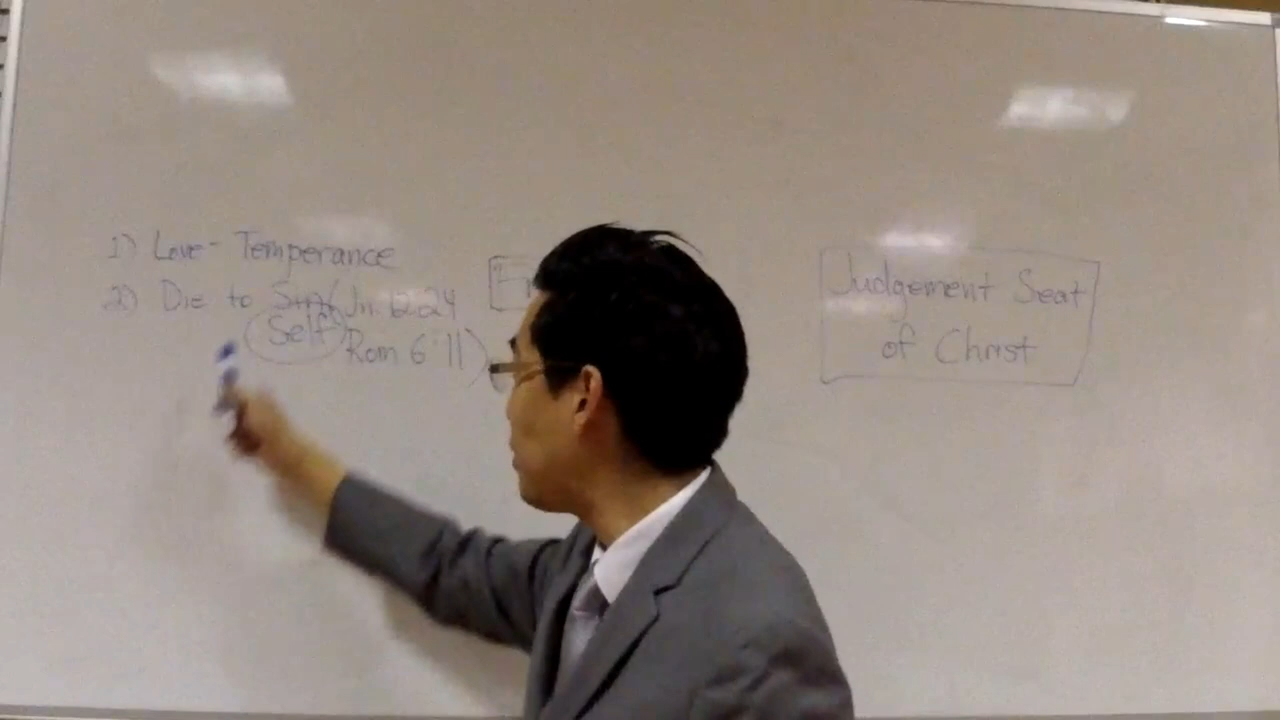 1) Love - Temperance
2) Die to Sin (Jn. 12:24
Self Rom 6:11)
Judgement Seat
of Christ